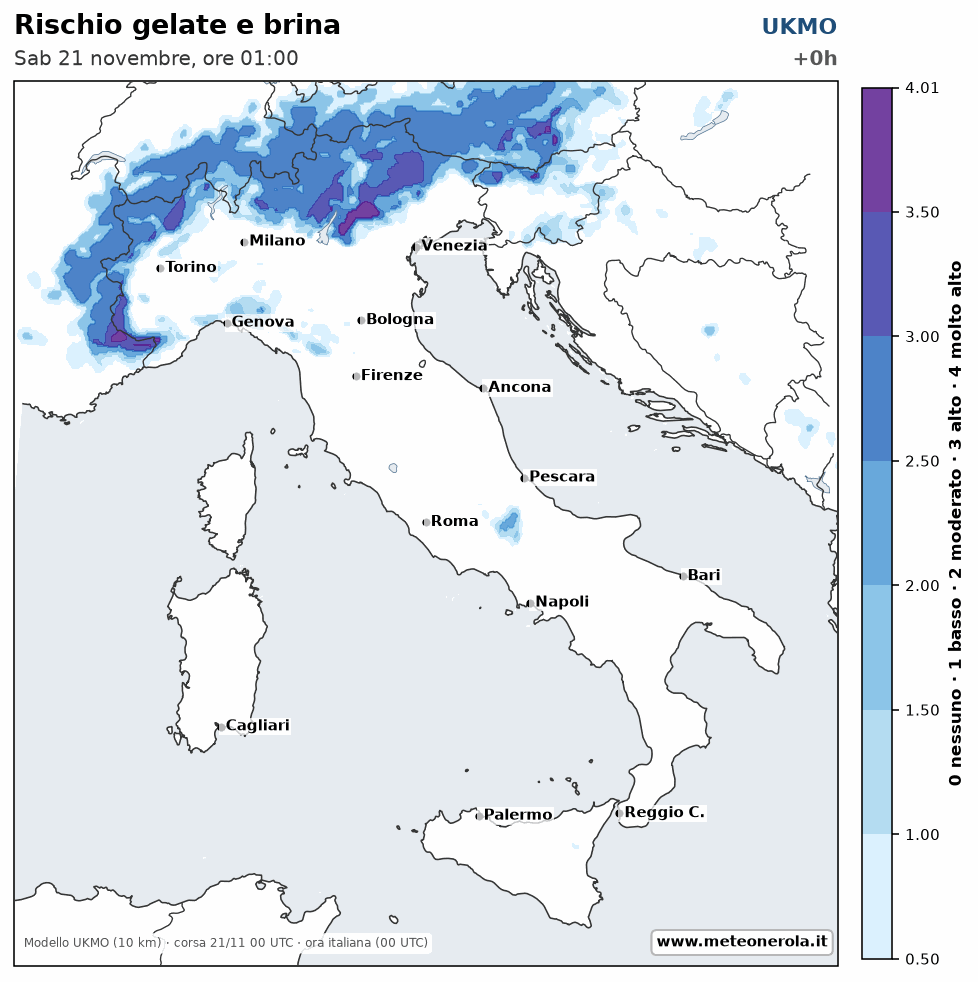 Rischio gelate e brina
UKMO
Sab 21 novembre, ore 01:00
+0h
4.01
3.50
3.00
2.50
2.00
1.50
1.00
0.50
0 nessuno · 1 basso · 2 moderato · 3 alto · 4 molto alto
Milano
Venezia
Torino
Genova
Bologna
Firenze
Ancona
Pescara
Roma
Bari
Napoli
Cagliari
Palermo
Reggio C.
Modello UKMO (10 km) · corsa 21/11 00 UTC · ora italiana (00 UTC)
www.meteonerola.it